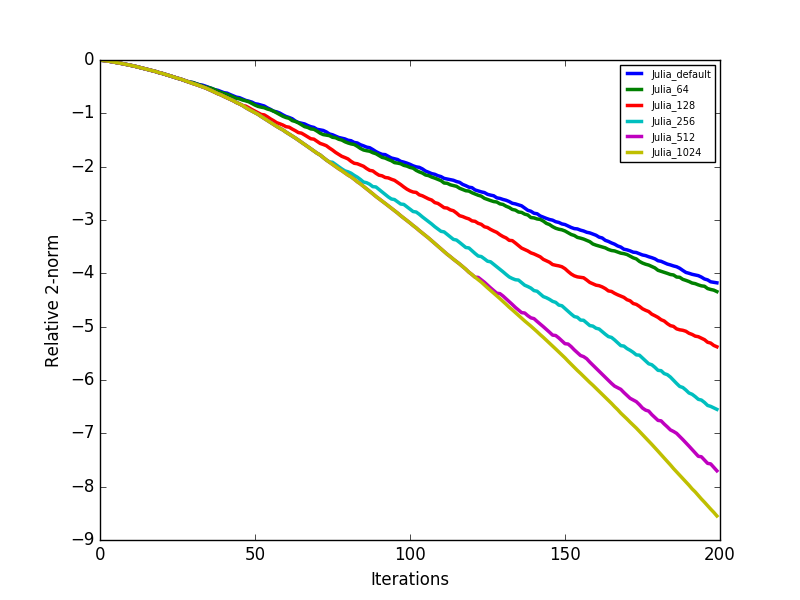 0
−1
−2
−3
−4
−5
−6
−7
−8
−9
Relative 2-norm
Julia_default
Julia_64
Julia_128
Julia_256
Julia_512
Julia_1024
0 50 100 150 200
Iterations